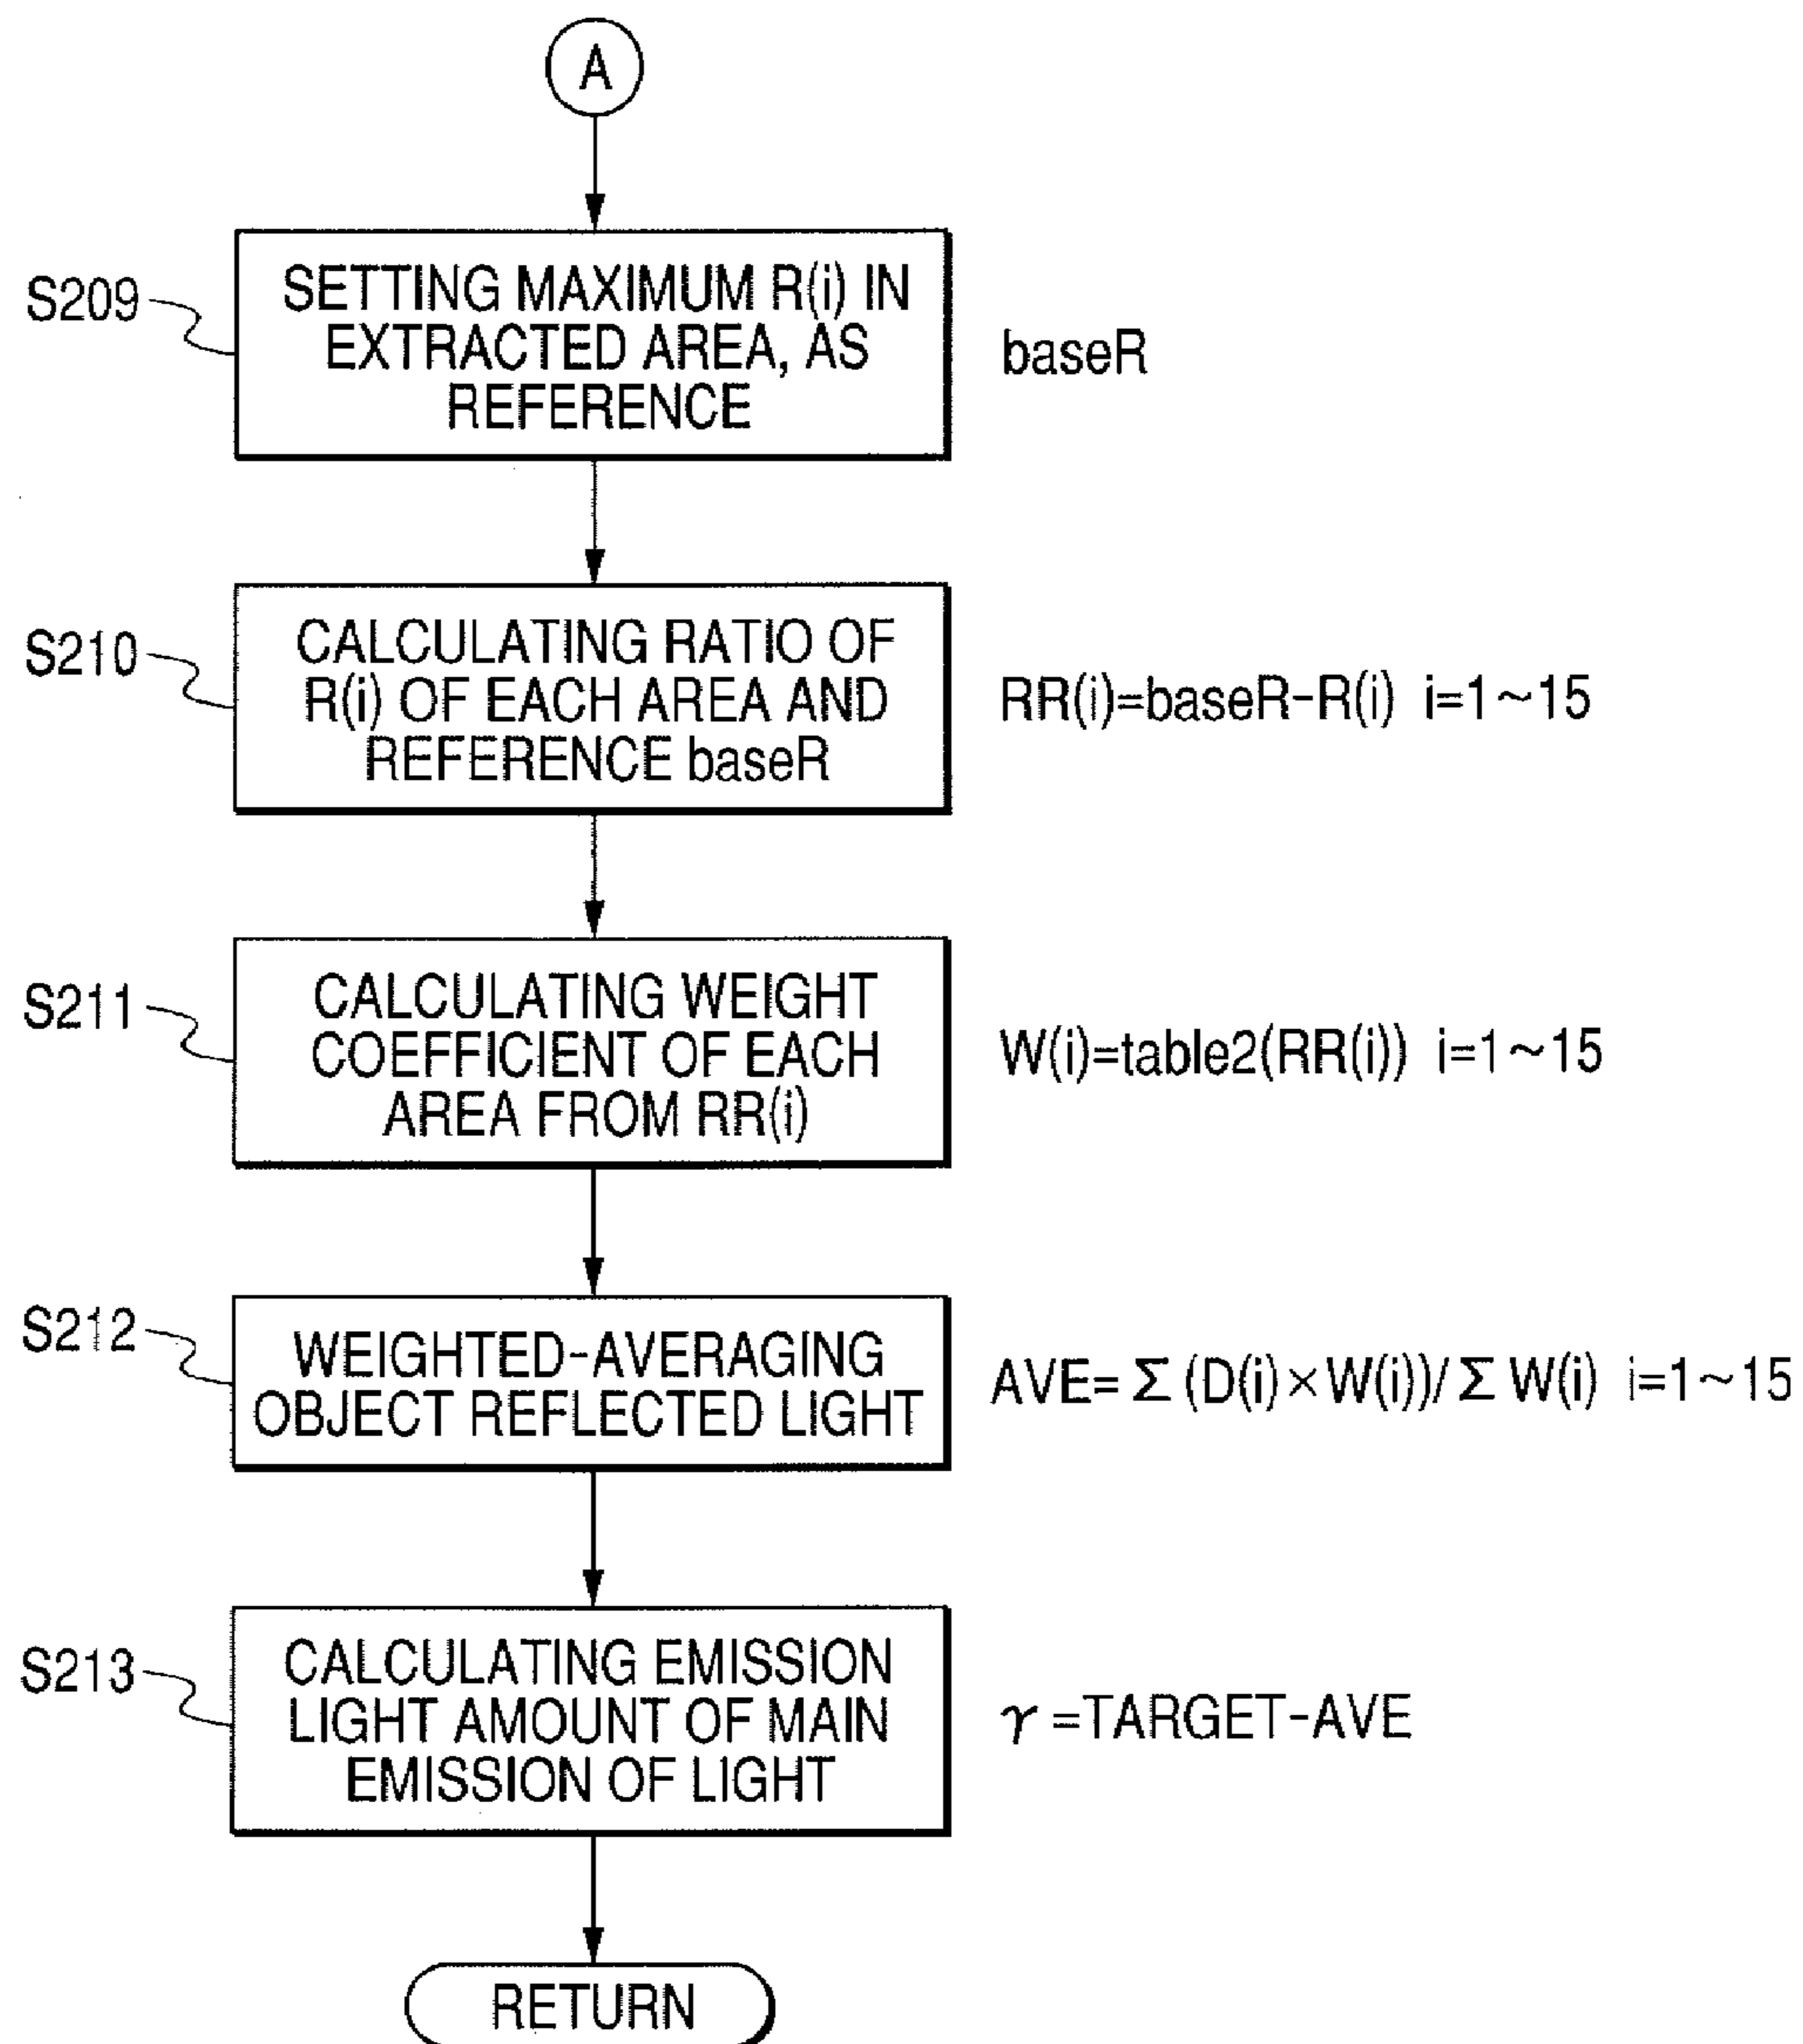 A
S209
SETTING MAXIMUM R(i) IN
EXTRACTED AREA, AS
REFERENCE
baseR
S210
CALCULATING RATIO OF
R(i) OF EACH AREA AND
REFERENCE baseR
RR(i)=baseR-R(i) i=1~15
S211
CALCULATING WEIGHT
COEFFICIENT OF EACH
AREA FROM RR(i)
W(i)=table2(RR(i)) i=1~15
S212
WEIGHTED-AVERAGING
OBJECT REFLECTED LIGHT
AVE= Σ (D(i)×W(i))/ Σ W(i) i=1~15
S213
CALCULATING EMISSION
LIGHT AMOUNT OF MAIN
EMISSION OF LIGHT
γ =TARGET-AVE
RETURN